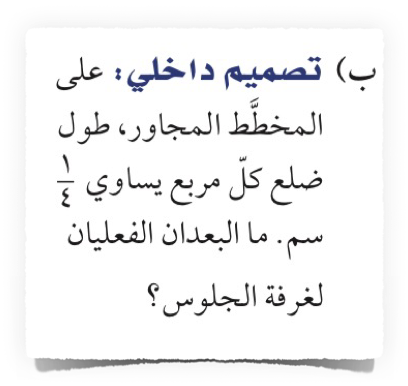 ب) تصميم داخلي: على
المخطَّط المجاور، طول
ضلع كلّ مربع يساوي ١/٤
سم. ما البعدان الفعليان
لغرفة الجلوس؟